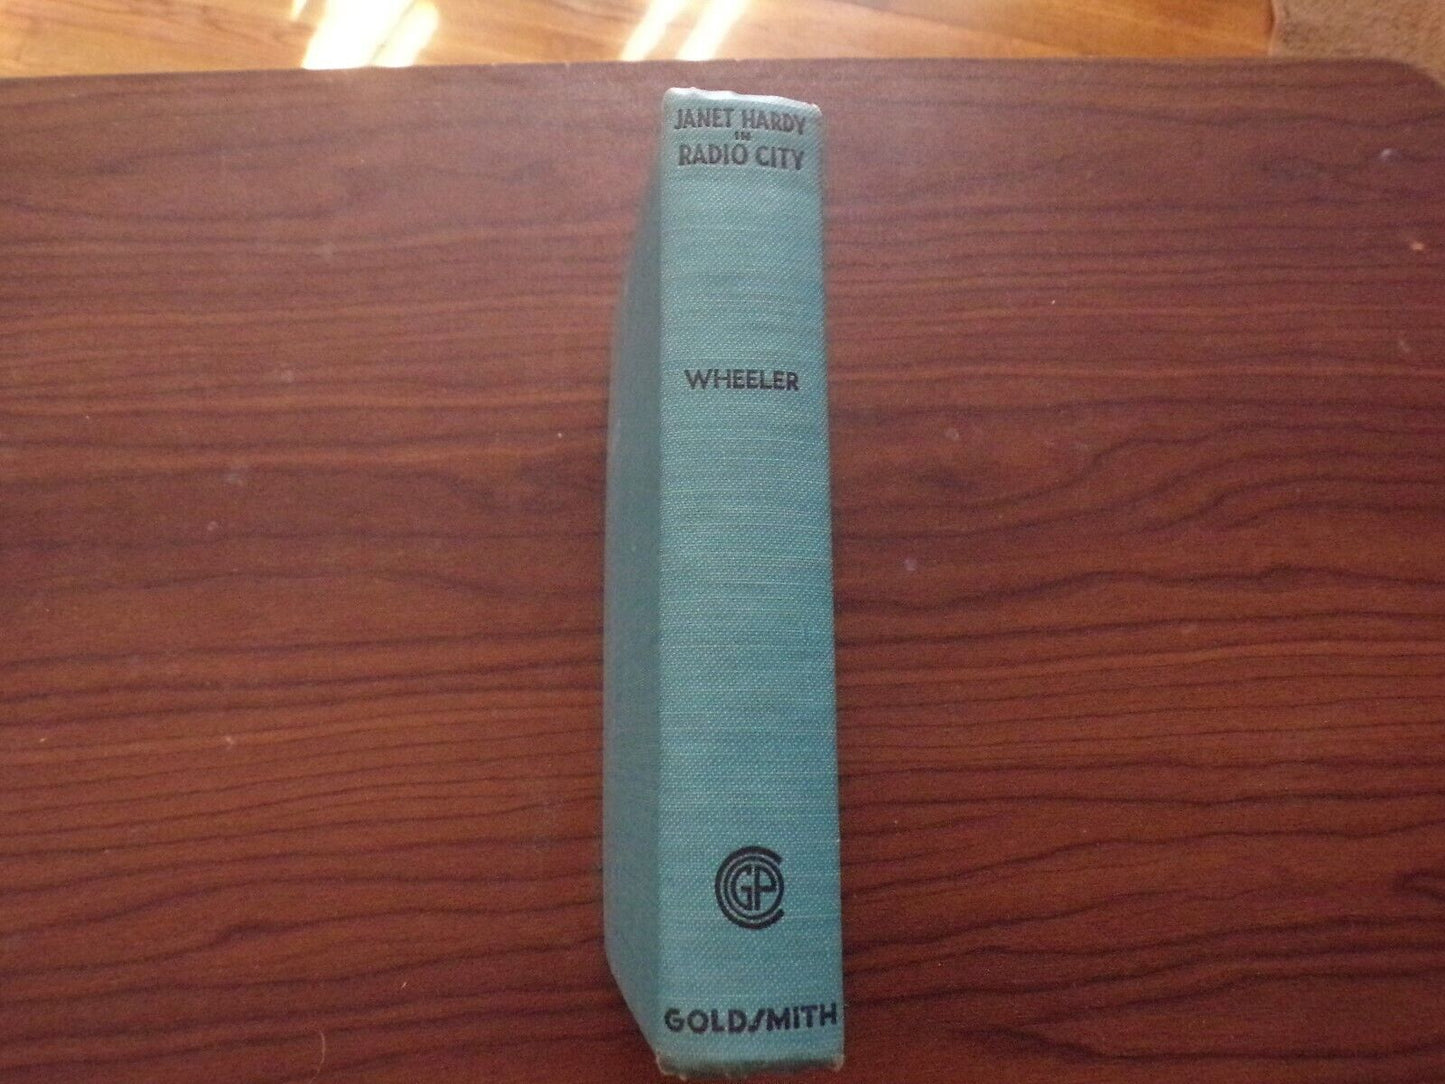 JANET HARDY
IN
RADIO CITY
WHEELER
GPC
GOLDSMITH